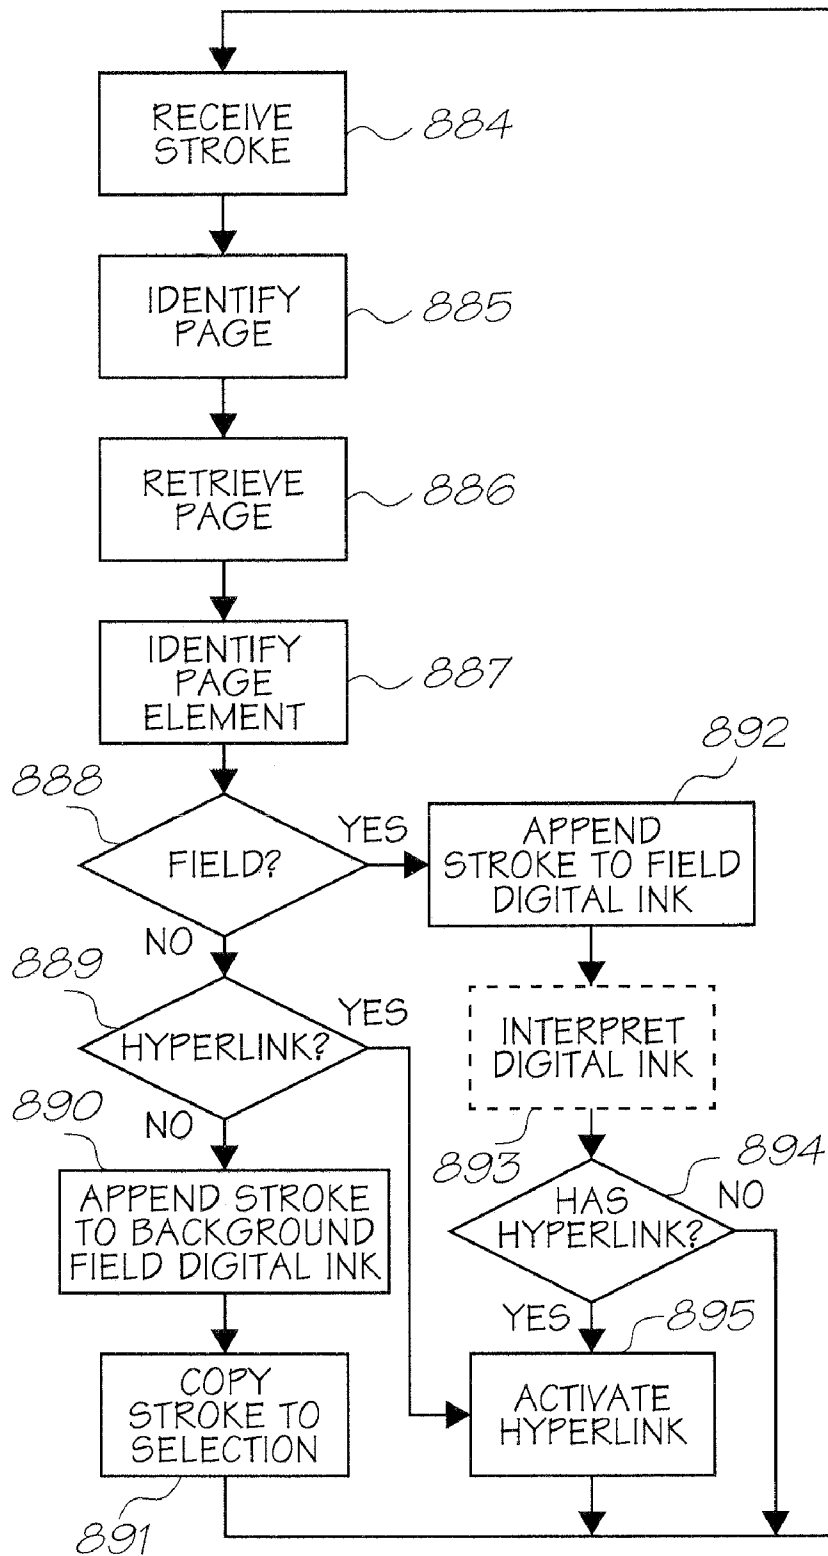 RECEIVE
STROKE
884
IDENTIFY
PAGE
885
RETRIEVE
PAGE
886
IDENTIFY
PAGE
ELEMENT
887
888
FIELD?
YES
NO
892
APPEND
STROKE TO FIELD
DIGITAL INK
889
HYPERLINK?
YES
NO
INTERPRET
DIGITAL INK
893
890
APPEND STROKE
TO BACKGROUND
FIELD DIGITAL INK
894
HAS
HYPERLINK?
NO
YES
895
COPY
STROKE TO
SELECTION
891
ACTIVATE
HYPERLINK